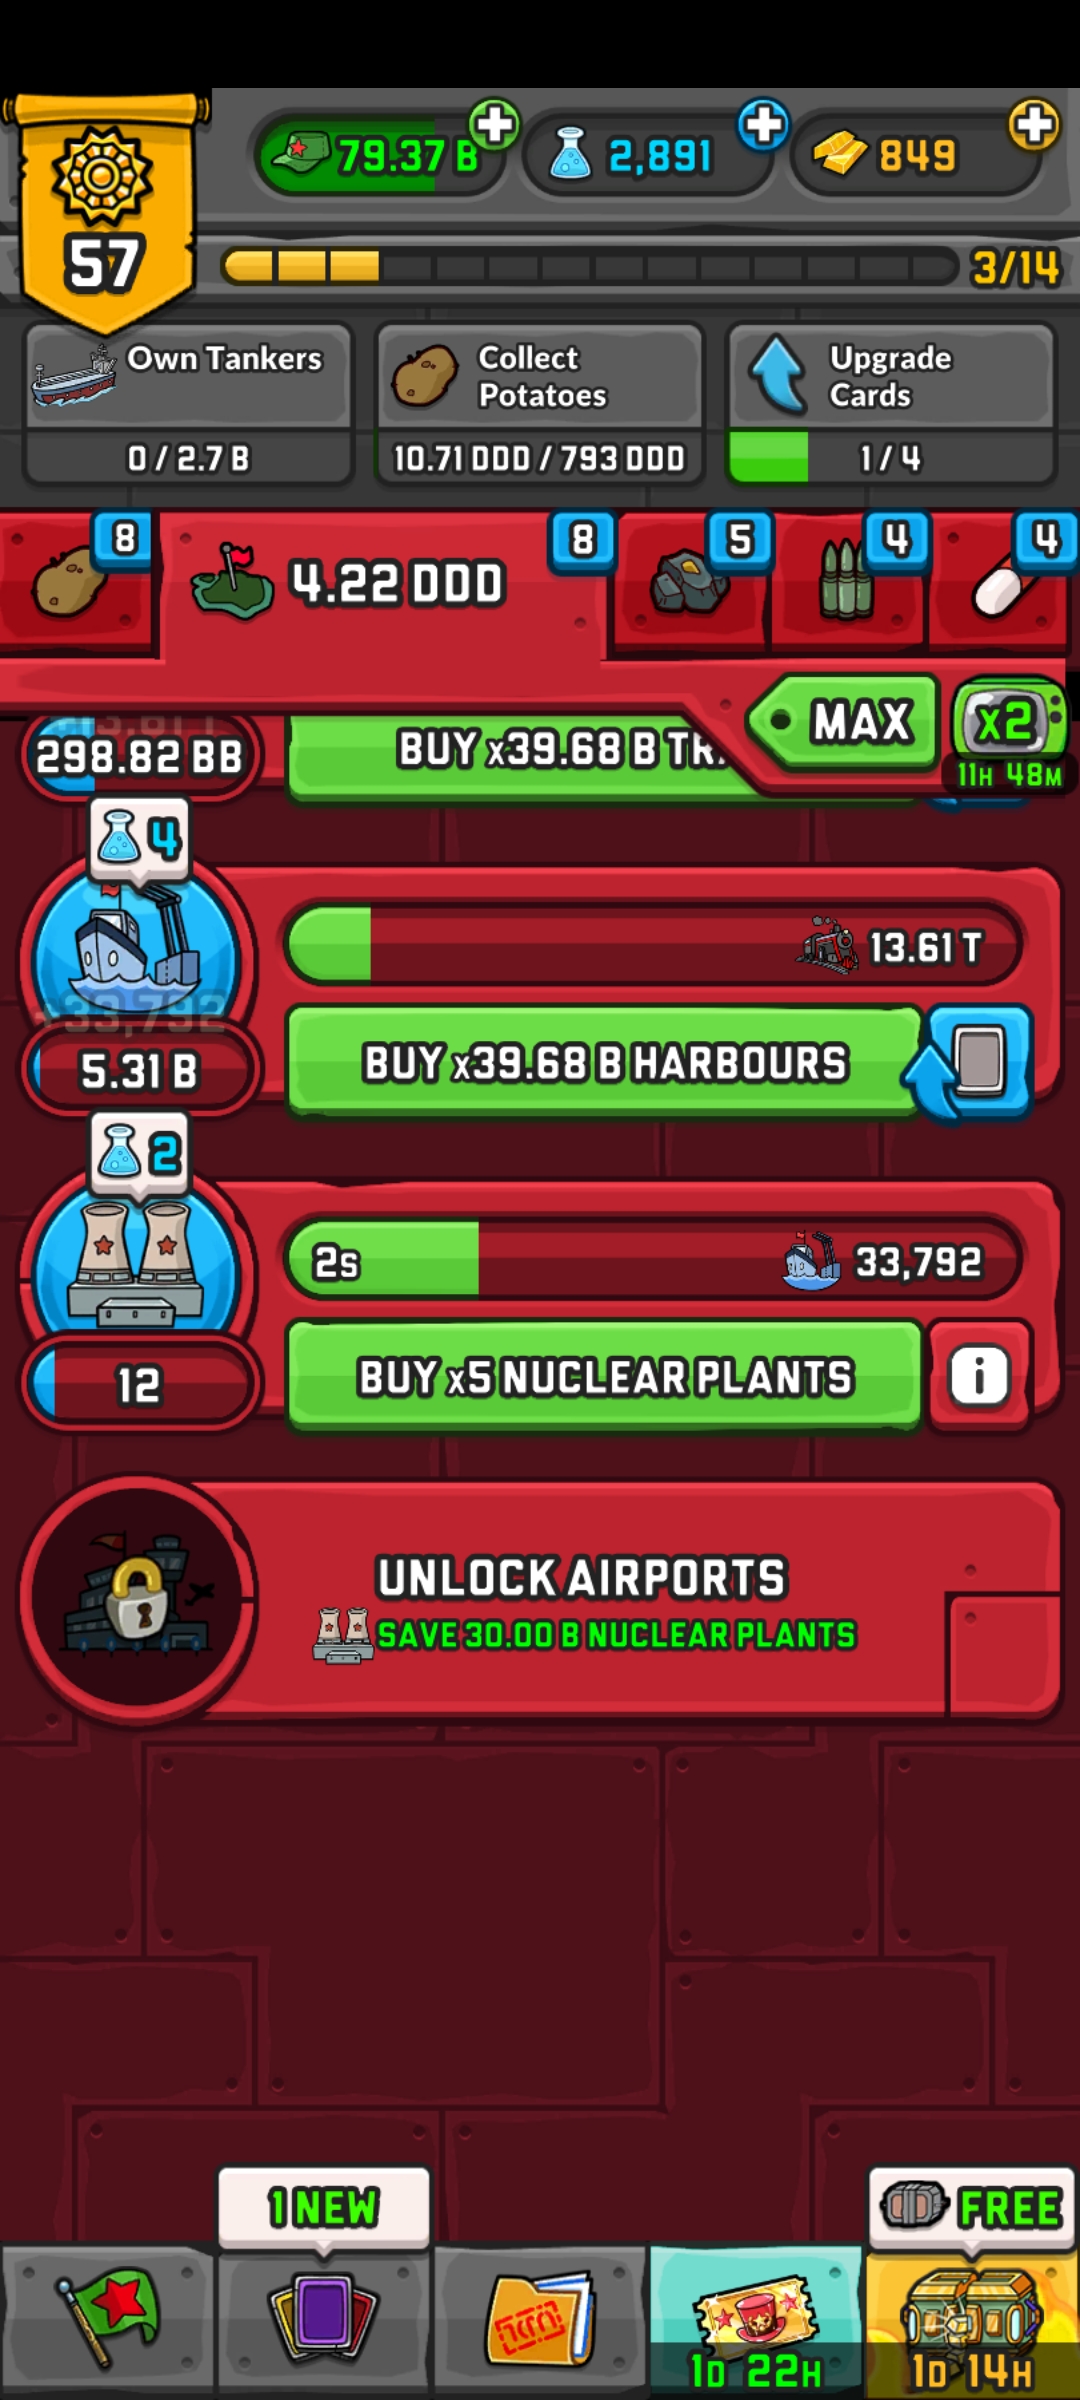 79.37 B
2,891
849
57
3/14
Own Tankers
0 / 2.7 B
Collect
Potatoes
10.71 DDD / 793 DDD
Upgrade
Cards
1 / 4
8
4.22 DDD
8
5
4
4
MAX
x2
11H 48M
298.82 BB
BUY x39.68 B
4
13.61 T
+33,792
5.31 B
BUY x39.68 B HARBOURS
2
2S
33,792
12
BUY x5 NUCLEAR PLANTS
i
UNLOCK AIRPORTS
SAVE 30.00 B NUCLEAR PLANTS
1 NEW
FREE
1D 22H
1D 14H